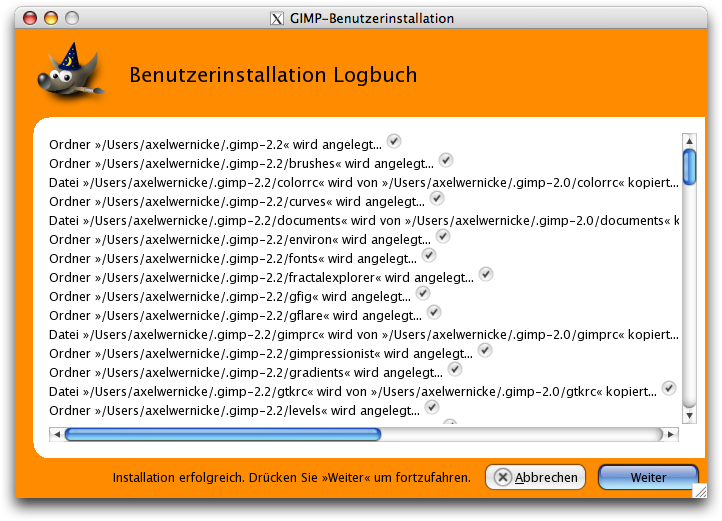 GIMP-Benutzerinstallation
Benutzerinstallation Logbuch
Ordner »/Users/axelwernicke/.gimp-2.2« wird angelegt...
Ordner »/Users/axelwernicke/.gimp-2.2/brushes« wird angelegt...
Datei »/Users/axelwernicke/.gimp-2.2/colorrc« wird von »/Users/axelwernicke/.gimp-2.0/colorrc« kopiert...
Ordner »/Users/axelwernicke/.gimp-2.2/curves« wird angelegt...
Datei »/Users/axelwernicke/.gimp-2.2/documents« wird von »/Users/axelwernicke/.gimp-2.0/documents« k
Ordner »/Users/axelwernicke/.gimp-2.2/environ« wird angelegt...
Ordner »/Users/axelwernicke/.gimp-2.2/fonts« wird angelegt...
Ordner »/Users/axelwernicke/.gimp-2.2/fractalexplorer« wird angelegt...
Ordner »/Users/axelwernicke/.gimp-2.2/gfig« wird angelegt...
Ordner »/Users/axelwernicke/.gimp-2.2/gflare« wird angelegt...
Datei »/Users/axelwernicke/.gimp-2.2/gimprc« wird von »/Users/axelwernicke/.gimp-2.0/gimprc« kopiert...
Ordner »/Users/axelwernicke/.gimp-2.2/gimpressionist« wird angelegt...
Ordner »/Users/axelwernicke/.gimp-2.2/gradients« wird angelegt...
Datei »/Users/axelwernicke/.gimp-2.2/gtkrc« wird von »/Users/axelwernicke/.gimp-2.0/gtkrc« kopiert...
Ordner »/Users/axelwernicke/.gimp-2.2/levels« wird angelegt...
Installation erfolgreich. Drücken Sie »Weiter« um fortzufahren.
Abbrechen
Weiter